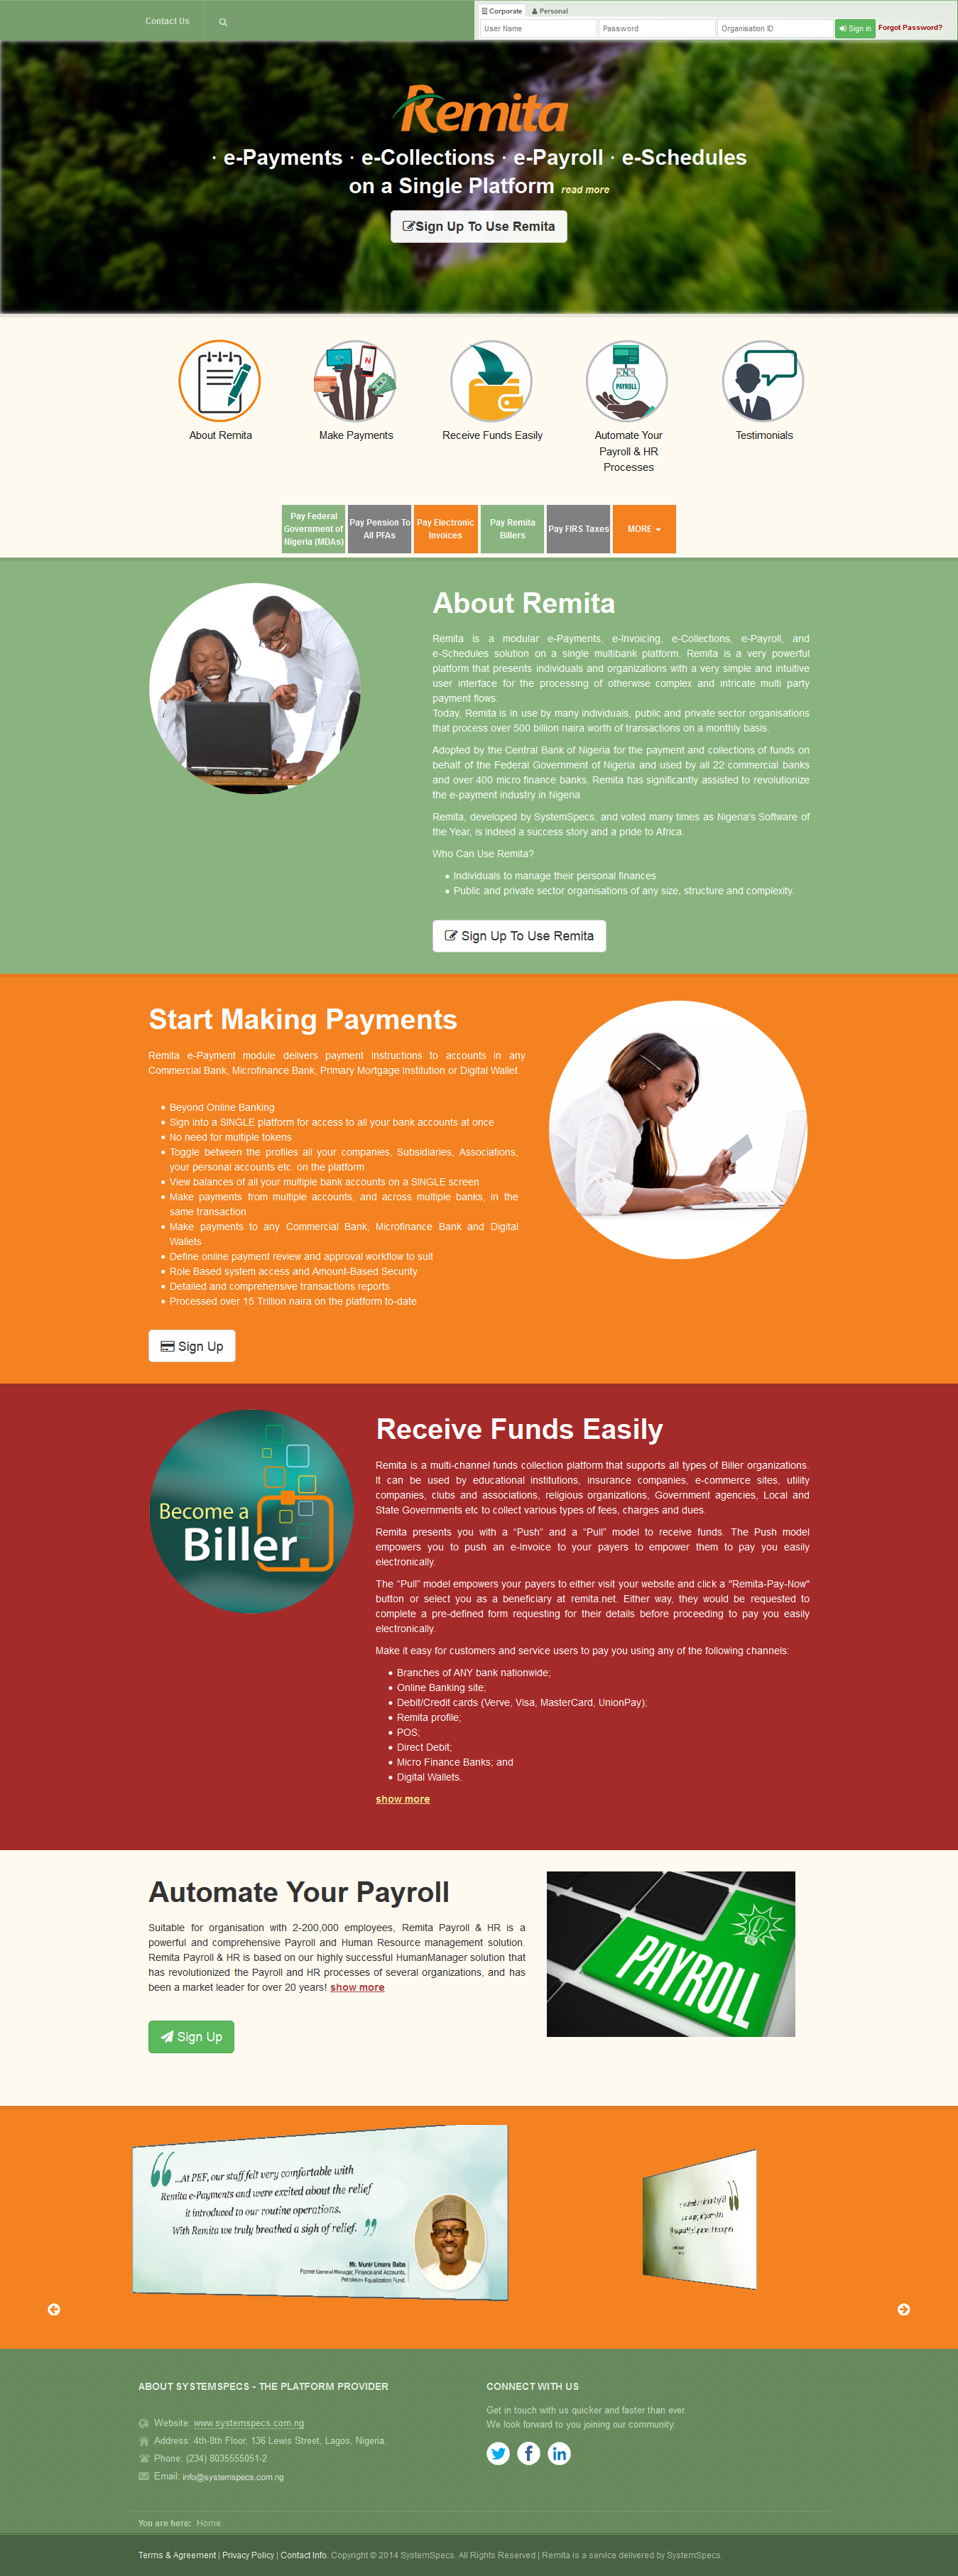 Contact Us
Corporate
Personal
User Name
Password
Organisation ID
Sign in
Forgot Password?
Remita
· e-Payments · e-Collections · e-Payroll · e-Schedules
on a Single Platform read more
Sign Up To Use Remita
N
N
PAYROLL
About Remita
Make Payments
Receive Funds Easily
Automate Your
Payroll & HR
Processes
Testimonials
Pay Federal
Government of
Nigeria (MDAs)
Pay Pension To
All PFAs
Pay Electronic
Invoices
Pay Remita
Billers
Pay FIRS Taxes
MORE
About Remita
Remita is a modular e-Payments, e-Invoicing, e-Collections, e-Payroll, and
e-Schedules solution on a single multibank platform. Remita is a very powerful
platform that presents individuals and organizations with a very simple and intuitive
user interface for the processing of otherwise complex and intricate multi party
payment flows.
Today, Remita is in use by many individuals, public and private sector organisations
that process over 500 billion naira worth of transactions on a monthly basis.
Adopted by the Central Bank of Nigeria for the payment and collections of funds on
behalf of the Federal Government of Nigeria and used by all 22 commercial banks
and over 400 micro finance banks, Remita has significantly assisted to revolutionize
the e-payment industry in Nigeria.
Remita, developed by SystemSpecs, and voted many times as Nigeria's Software of
the Year, is indeed a success story and a pride to Africa.
Who Can Use Remita?
• Individuals to manage their personal finances
• Public and private sector organisations of any size, structure and complexity.
Sign Up To Use Remita
Start Making Payments
Remita e-Payment module delivers payment instructions to accounts in any
Commercial Bank, Microfinance Bank, Primary Mortgage Institution or Digital Wallet.
• Beyond Online Banking
• Sign into a SINGLE platform for access to all your bank accounts at once
• No need for multiple tokens
• Toggle between the profiles all your companies, Subsidiaries, Associations,
your personal accounts etc. on the platform
• View balances of all your multiple bank accounts on a SINGLE screen
• Make payments from multiple accounts, and across multiple banks, in the
same transaction
• Make payments to any Commercial Bank, Microfinance Bank and Digital
Wallets
• Define online payment review and approval workflow to suit
• Role Based system access and Amount-Based Security
• Detailed and comprehensive transactions reports
• Processed over 15 Trillion naira on the platform to-date
Sign Up
Become a
Biller
Receive Funds Easily
Remita is a multi-channel funds collection platform that supports all types of Biller organizations.
It can be used by educational institutions, insurance companies, e-commerce sites, utility
companies, clubs and associations, religious organizations, Government agencies, Local and
State Governments etc to collect various types of fees, charges and dues.
Remita presents you with a “Push” and a “Pull” model to receive funds. The Push model
empowers you to push an e-Invoice to your payers to empower them to pay you easily
electronically.
The “Pull” model empowers your payers to either visit your website and click a "Remita-Pay-Now"
button or select you as a beneficiary at remita.net. Either way, they would be requested to
complete a pre-defined form requesting for their details before proceeding to pay you easily
electronically.
Make it easy for customers and service users to pay you using any of the following channels:
• Branches of ANY bank nationwide;
• Online Banking site;
• Debit/Credit cards (Verve, Visa, MasterCard, UnionPay);
• Remita profile;
• POS;
• Direct Debit;
• Micro Finance Banks; and
• Digital Wallets.
show more
Automate Your Payroll
Suitable for organisation with 2-200,000 employees, Remita Payroll & HR is a
powerful and comprehensive Payroll and Human Resource management solution.
Remita Payroll & HR is based on our highly successful HumanManager solution that
has revolutionized the Payroll and HR processes of several organizations, and has
been a market leader for over 20 years! show more
Sign Up
PAYROLL
“ ...At PEF, our staff felt very comfortable with
Remita e-Payments and were excited about the relief
it introduced to our routine operations.
With Remita we truly breathed a sigh of relief. ”
Mr. Munir Umaru Baba
Former General Manager, Finance and Accounts,
Petroleum Equalization Fund.
ABOUT SYSTEMSPECS - THE PLATFORM PROVIDER
Website: www.systemspecs.com.ng
Address: 4th-8th Floor, 136 Lewis Street, Lagos, Nigeria.
Phone: (234) 8035555051-2
Email: info@systemspecs.com.ng
CONNECT WITH US
Get in touch with us quicker and faster than ever.
We look forward to you joining our community.
You are here: Home
Terms & Agreement | Privacy Policy | Contact Info. Copyright © 2014 SystemSpecs. All Rights Reserved | Remita is a service delivered by SystemSpecs.